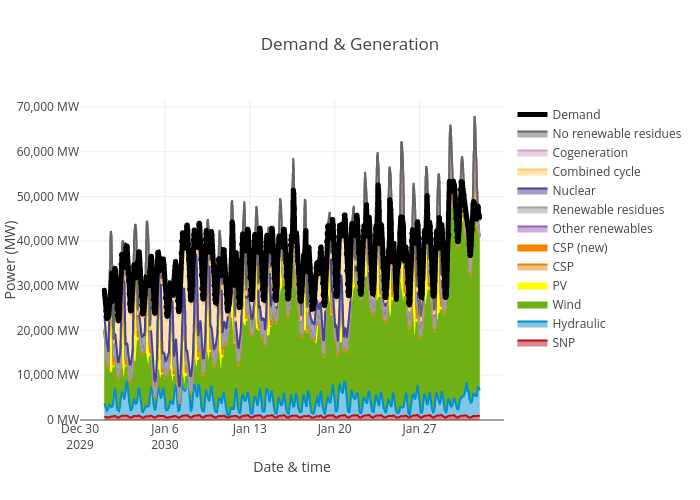 Demand & Generation
70,000 MW
60,000 MW
50,000 MW
40,000 MW
30,000 MW
20,000 MW
10,000 MW
0 MW
Power (MW)
Dec 30
2029
Jan 6
2030
Jan 13
Jan 20
Jan 27
Date & time
Demand
No renewable residues
Cogeneration
Combined cycle
Nuclear
Renewable residues
Other renewables
CSP (new)
CSP
PV
Wind
Hydraulic
SNP